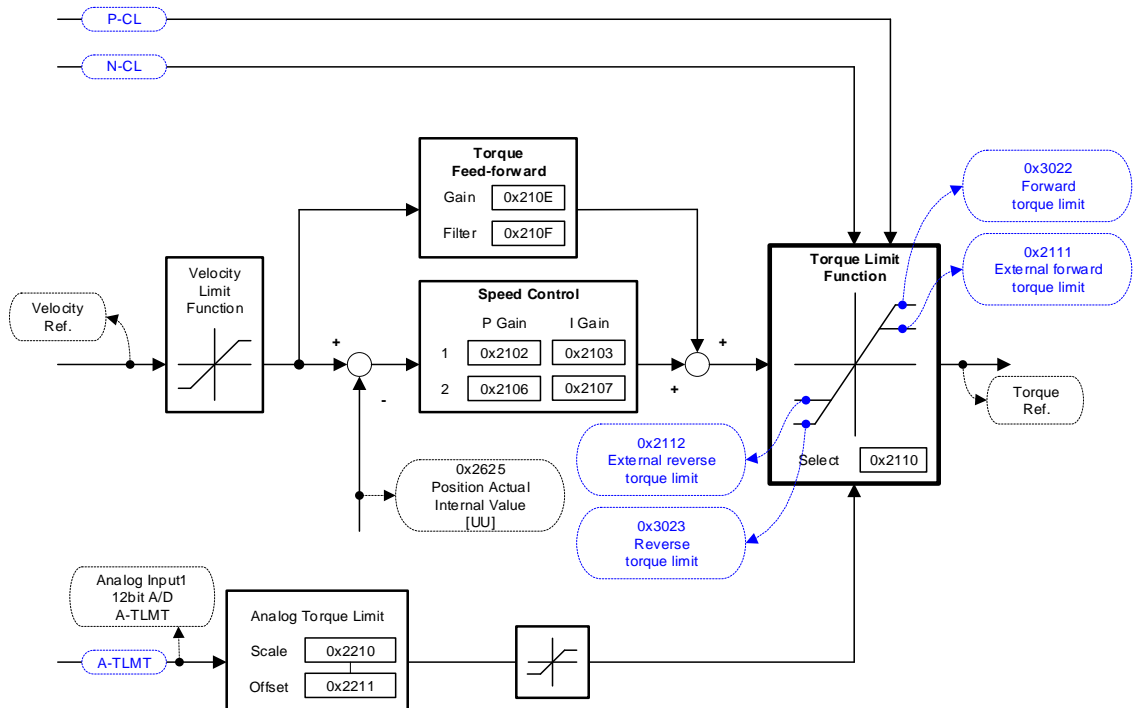 P-CL
N-CL
Torque
Feed-forward
Gain 0x210E
Filter 0x210F
0x3022
Forward
torque limit
0x2111
External forward
torque limit
Torque Limit
Function
Velocity
Limit
Function
Velocity
Ref.
Speed Control
P Gain I Gain
1 0x2102 0x2103
2 0x2106 0x2107
+
-
+
+
Torque
Ref.
0x2112
External reverse
torque limit
Select 0x2110
0x2625
Position Actual
Internal Value
[UU]
0x3023
Reverse
torque limit
Analog Input1
12bit A/D
A-TLMT
A-TLMT
Analog Torque Limit
Scale 0x2210
Offset 0x2211